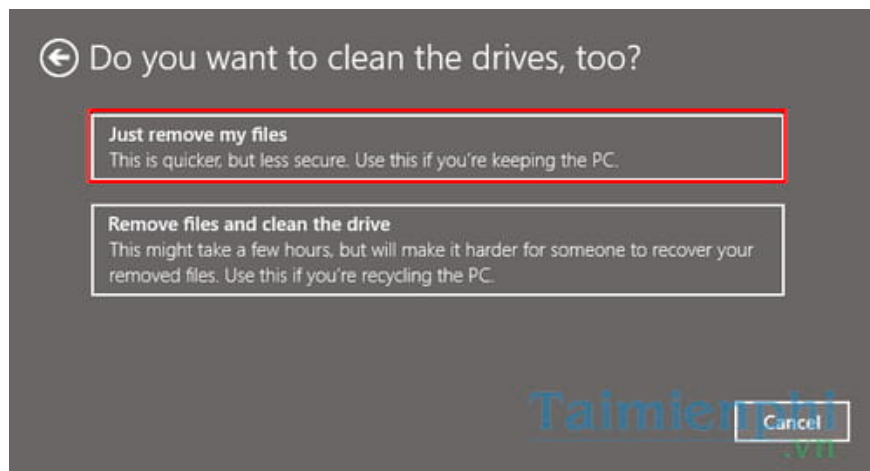 Do you want to clean the drives, too?
Just remove my files
This is quicker, but less secure. Use this if you're keeping the PC.
Remove files and clean the drive
This might take a few hours, but will make it harder for someone to recover your
removed files. Use this if you're recycling the PC.
Taimienphi
Cancel
.vn